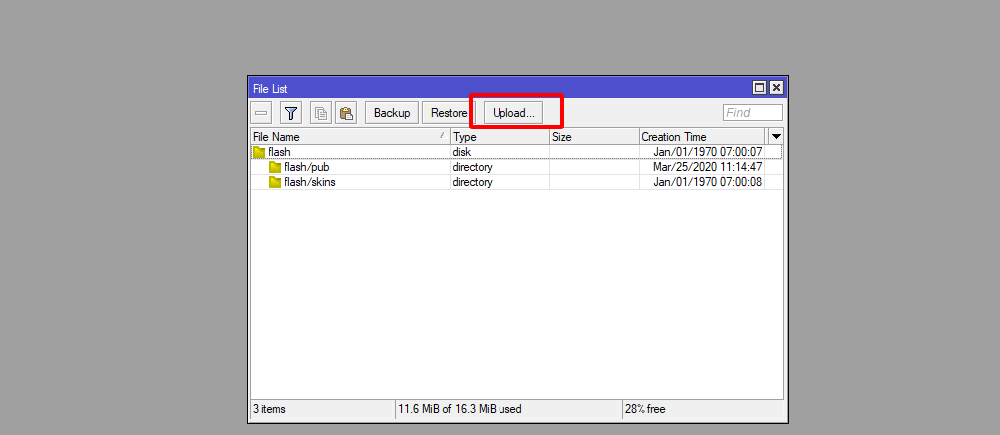 File List
Backup Restore Upload... Find
File Name Type Size Creation Time
flash disk Jan/01/1970 07:00:07
flash/pub directory Mar/25/2020 11:14:47
flash/skins directory Jan/01/1970 07:00:08
3 items 11.6 MiB of 16.3 MiB used 28% free